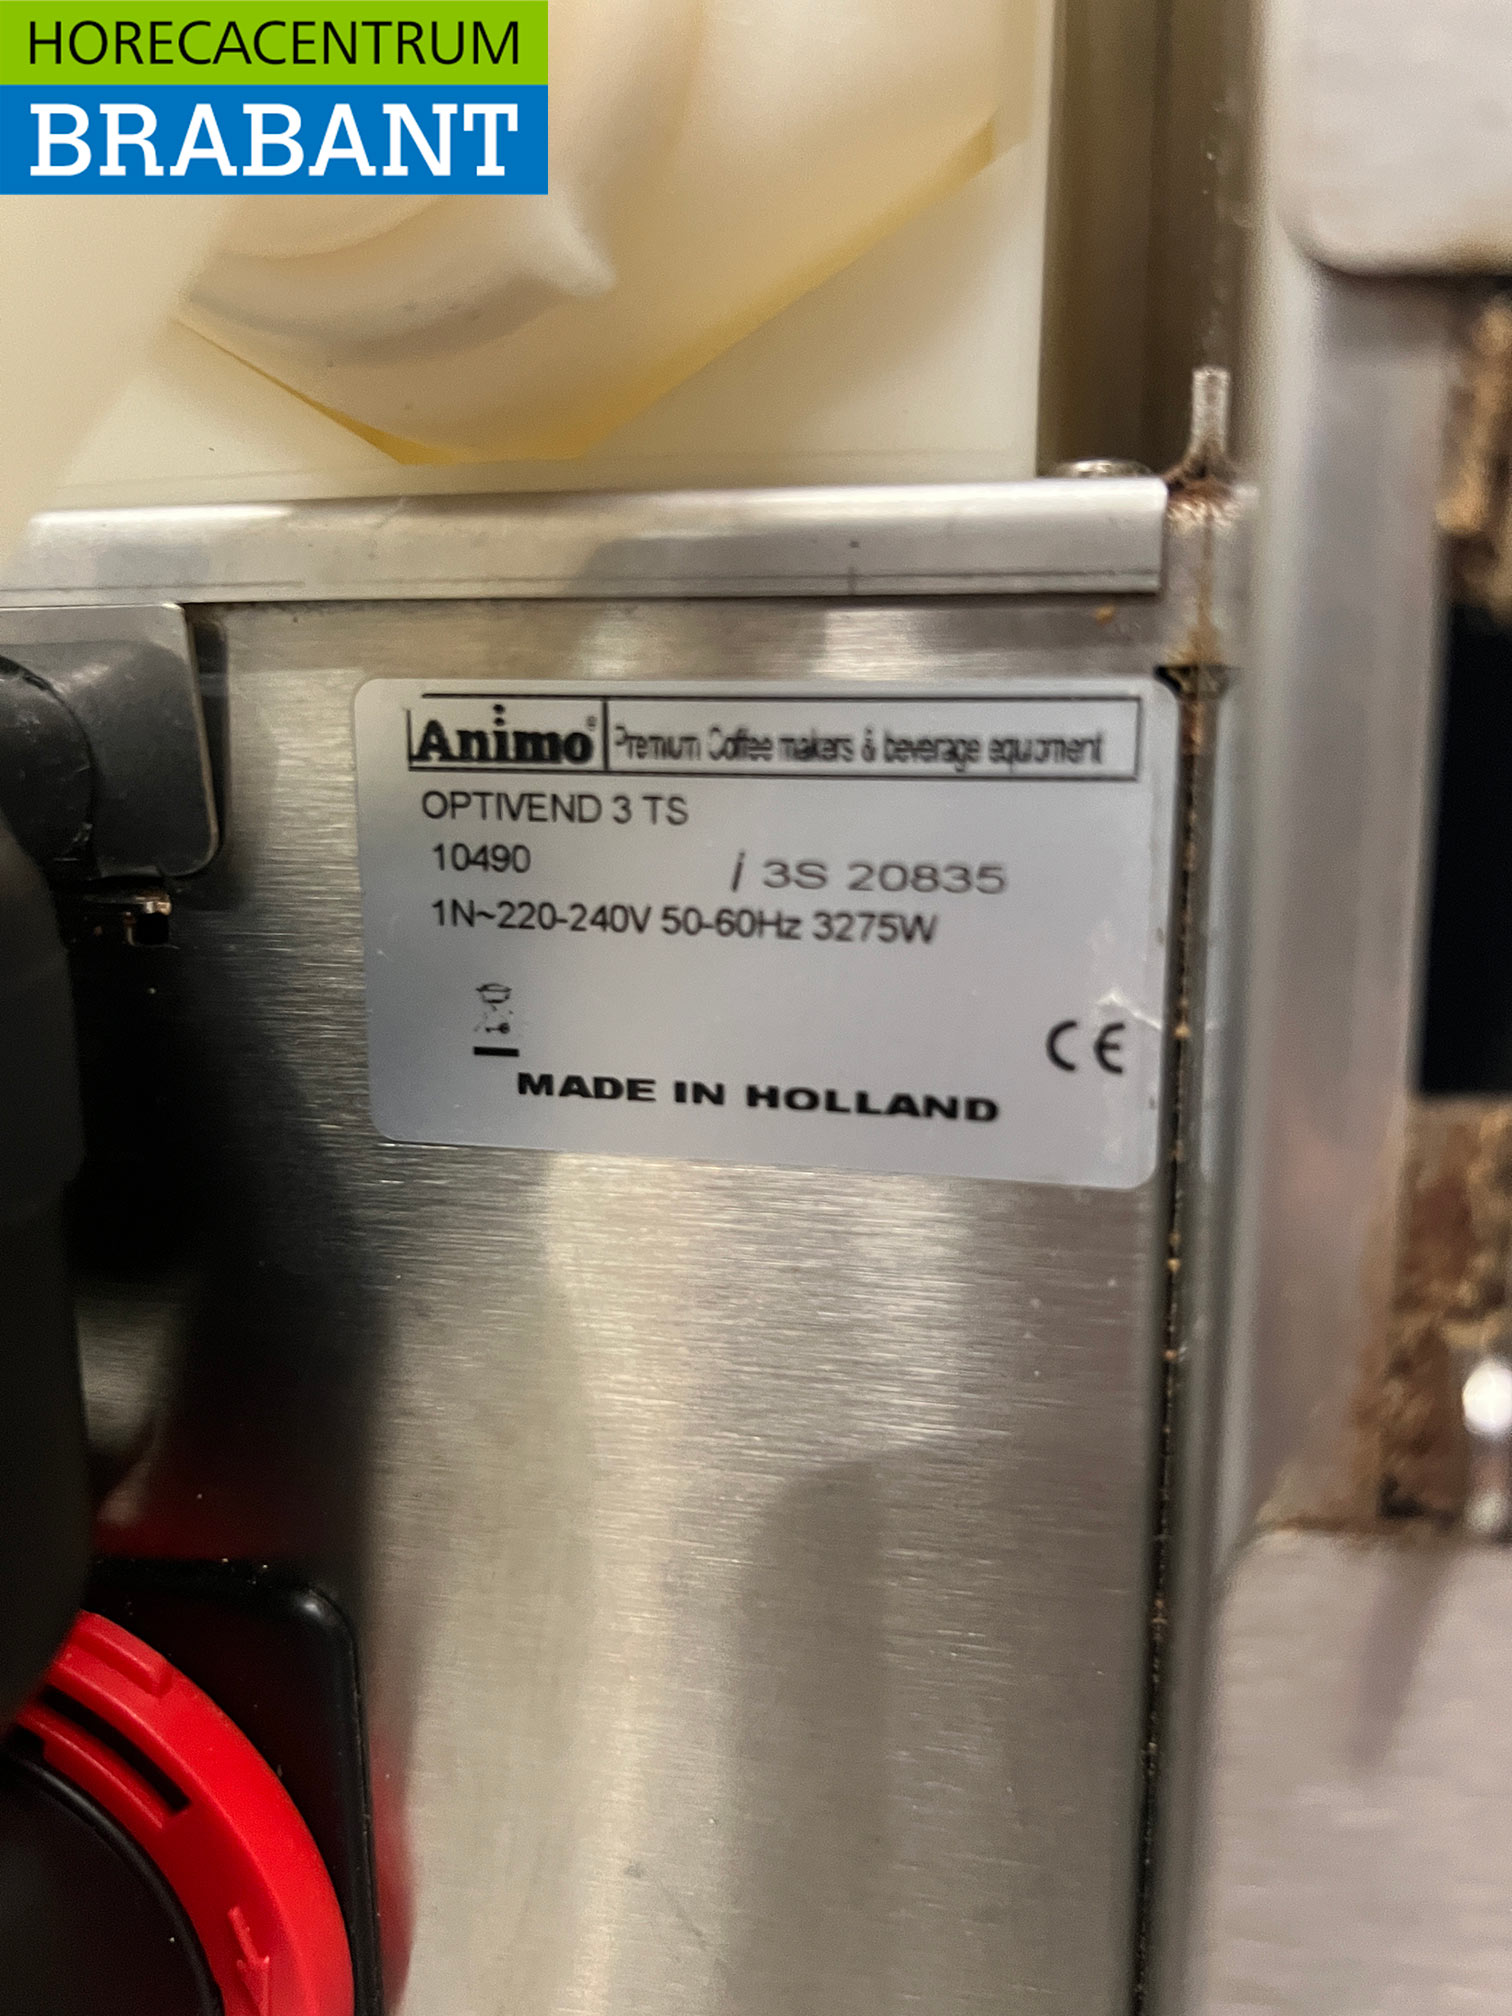 HORECACENTRUM
BRABANT
Animo® Premium Coffee makers & beverage equipment
OPTIVEND 3 TS
10490 / 3S 20835
1N~220-240V 50-60Hz 3275W
CE
MADE IN HOLLAND